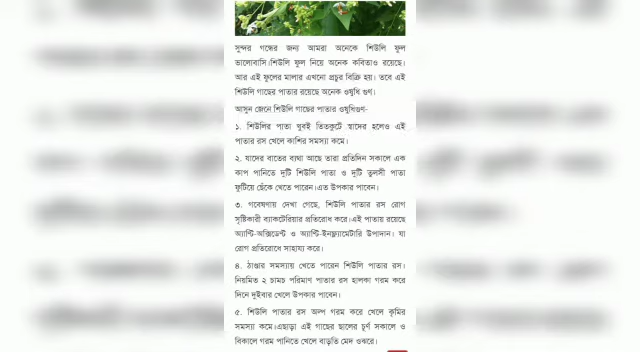 সুন্দর গন্ধের জন্য আমরা অনেকে শিউলি ফুল
ভালোবাসি।শিউলি ফুল নিয়ে অনেক কবিতাও রয়েছে।
আর এই ফুলের মালার এখনো প্রচুর বিক্রি হয়। তবে এই
শিউলি গাছের পাতার রয়েছে অনেক ওষুধি গুণ।
আসুন জেনে শিউলি গাছের পাতার ওষুধিগুণ-
১. শিউলির পাতা খুবই তিতকুটে স্বাদের হলেও এই
পাতার রস খেলে কাশির সমস্যা কমে।
২. যাদের বাতের ব্যথা আছে তারা প্রতিদিন সকালে এক
কাপ পানিতে দুটি শিউলি পাতা ও দুটি তুলসী পাতা
ফুটিয়ে ছেঁকে খেতে পারেন।এত উপকার পাবেন।
৩. গবেষণায় দেখা গেছে, শিউলি পাতার রস রোগ
সৃষ্টিকারী ব্যাকটেরিয়ার প্রতিরোধ করে।এই পাতায় রয়েছে
অ্যান্টি-অক্সিডেন্ট ও অ্যান্টি-ইনফ্ল্যামেটারি উপাদান। যা
রোগ প্রতিরোধে সাহায্য করে।
৪. ঠাণ্ডার সমস্যায় খেতে পারেন শিউলি পাতার রস।
নিয়মিত ২ চামচ পরিমাণ পাতার রস হালকা গরম করে
দিনে দুইবার খেলে উপকার পাবেন।
৫. শিউলি পাতার রস অল্প গরম করে খেলে কৃমির
সমস্যা কমে।এছাড়া এই গাছের ছালের চূর্ণ সকালে ও
বিকালে গরম পানিতে খেলে বাড়তি মেদ ঝরে।